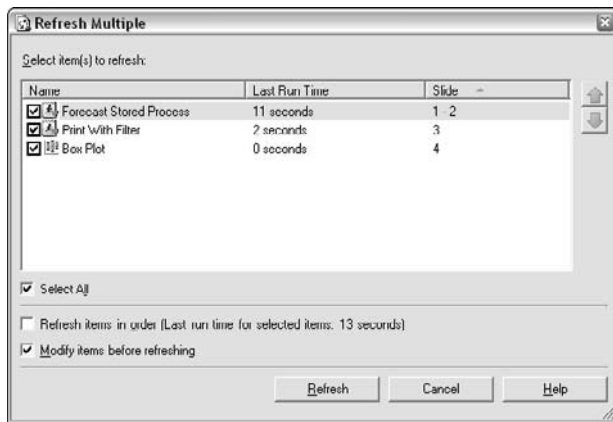 Refresh Multiple
Select item(s) to refresh:
Name Last Run Time Slide
Forecast Stored Process 11 seconds 1 - 2
Print With Filter 2 seconds 3
Box Plot 0 seconds 4
Select All
Refresh items in order (Last run time for selected items: 13 seconds)
Modify items before refreshing
Refresh Cancel Help